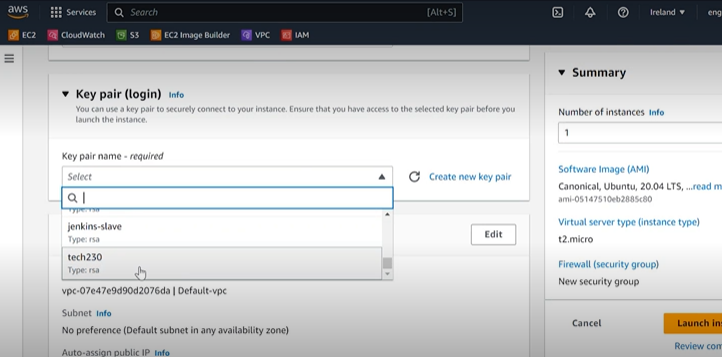 aws
Services
Search
[Alt+S]
Ireland
eng
EC2
CloudWatch
S3
EC2 Image Builder
VPC
IAM
Key pair (login) Info
You can use a key pair to securely connect to your instance. Ensure that you have access to the selected key pair before you
launch the instance.
Key pair name - required
Select
Create new key pair
Type: rsa
jenkins-slave
Type: rsa
tech230
Type: rsa
Edit
vpc-07e47e9d90d2076da | Default-vpc
Subnet Info
No preference (Default subnet in any availability zone)
Auto-assign public IP Info
Summary
Number of instances Info
1
Software Image (AMI)
Canonical, Ubuntu, 20.04 LTS, ...read m
ami-05147510eb2885c80
Virtual server type (instance type)
t2.micro
Firewall (security group)
New security group
Cancel
Launch in
Review com